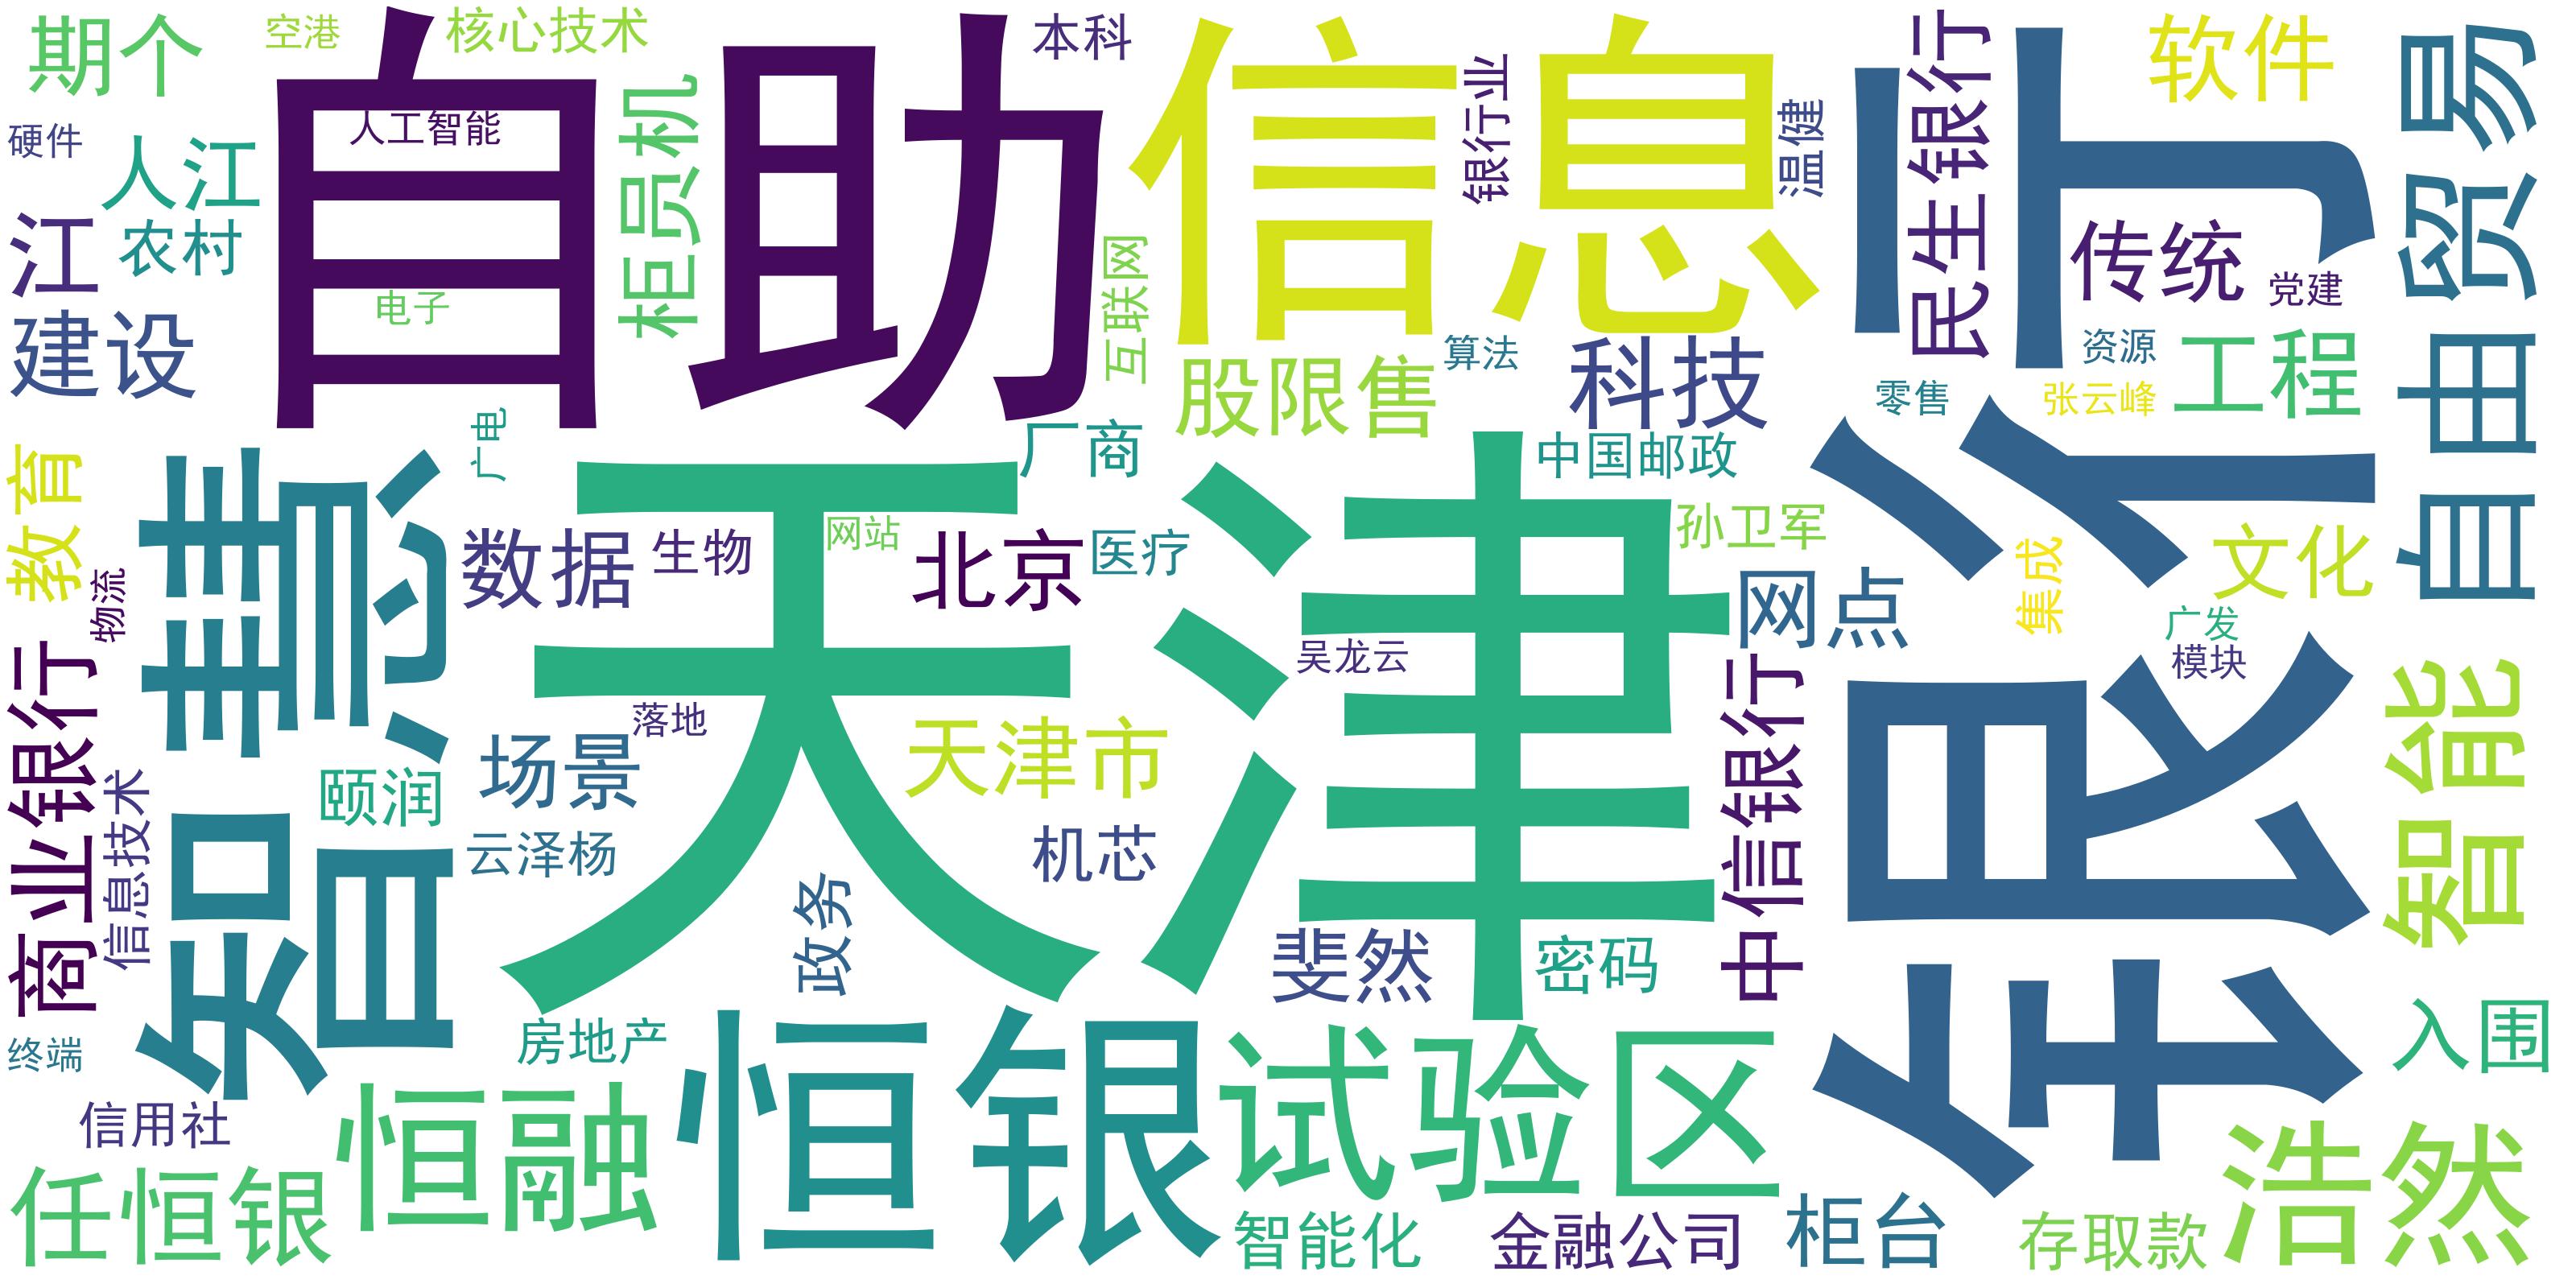 期个
空港
核心技术
自助
本科
信息
银行业
温健
银行
民生银行
软件
自由贸易
硬件
人江
人工智能
柜员机
江
农村
传统
党建
建设
电子
互联网
股限售
算法
科技
资源
零售
张云峰
工程
教育
智慧
广电
天津
厂商
中国邮政
数据
生物
网站
北京
医疗
孙卫军
网点
集成
文化
物流
吴龙云
广发
模块
商业银行
落地
场景
天津市
中信银行
智能
信息技术
颐润
云泽杨
机芯
政务
斐然
密码
入围
终端
房地产
信用社
恒融
恒银
试验区
浩然
任恒银
智能化
金融公司
柜台
存取款